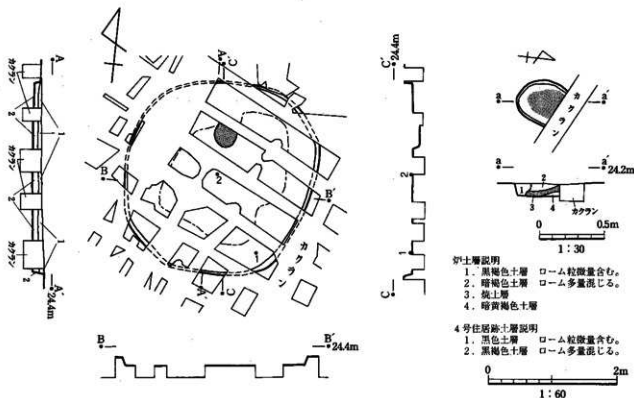 A
カクラン
2
1
カクラン
2
カクラン
1
2
A'
24.4m
A'
C'
B
B'
2
1
カクラン
A'
C
C'
24.4m
2
1
C
a
a'
カクラン
a
a'
24.2m
1
2
3
4
カクラン
0
0.5m
1:30
炉土層説明
1. 黒褐色土層 ローム粒微量含む。
2. 暗褐色土層 ローム多量混じる。
3. 焼土層
4. 暗黄褐色土層
4号住居跡土層説明
1. 黒色土層 ローム粒微量含む。
2. 黒褐色土層 ローム多量混じる。
0
2m
1:60
B
B'
24.4m